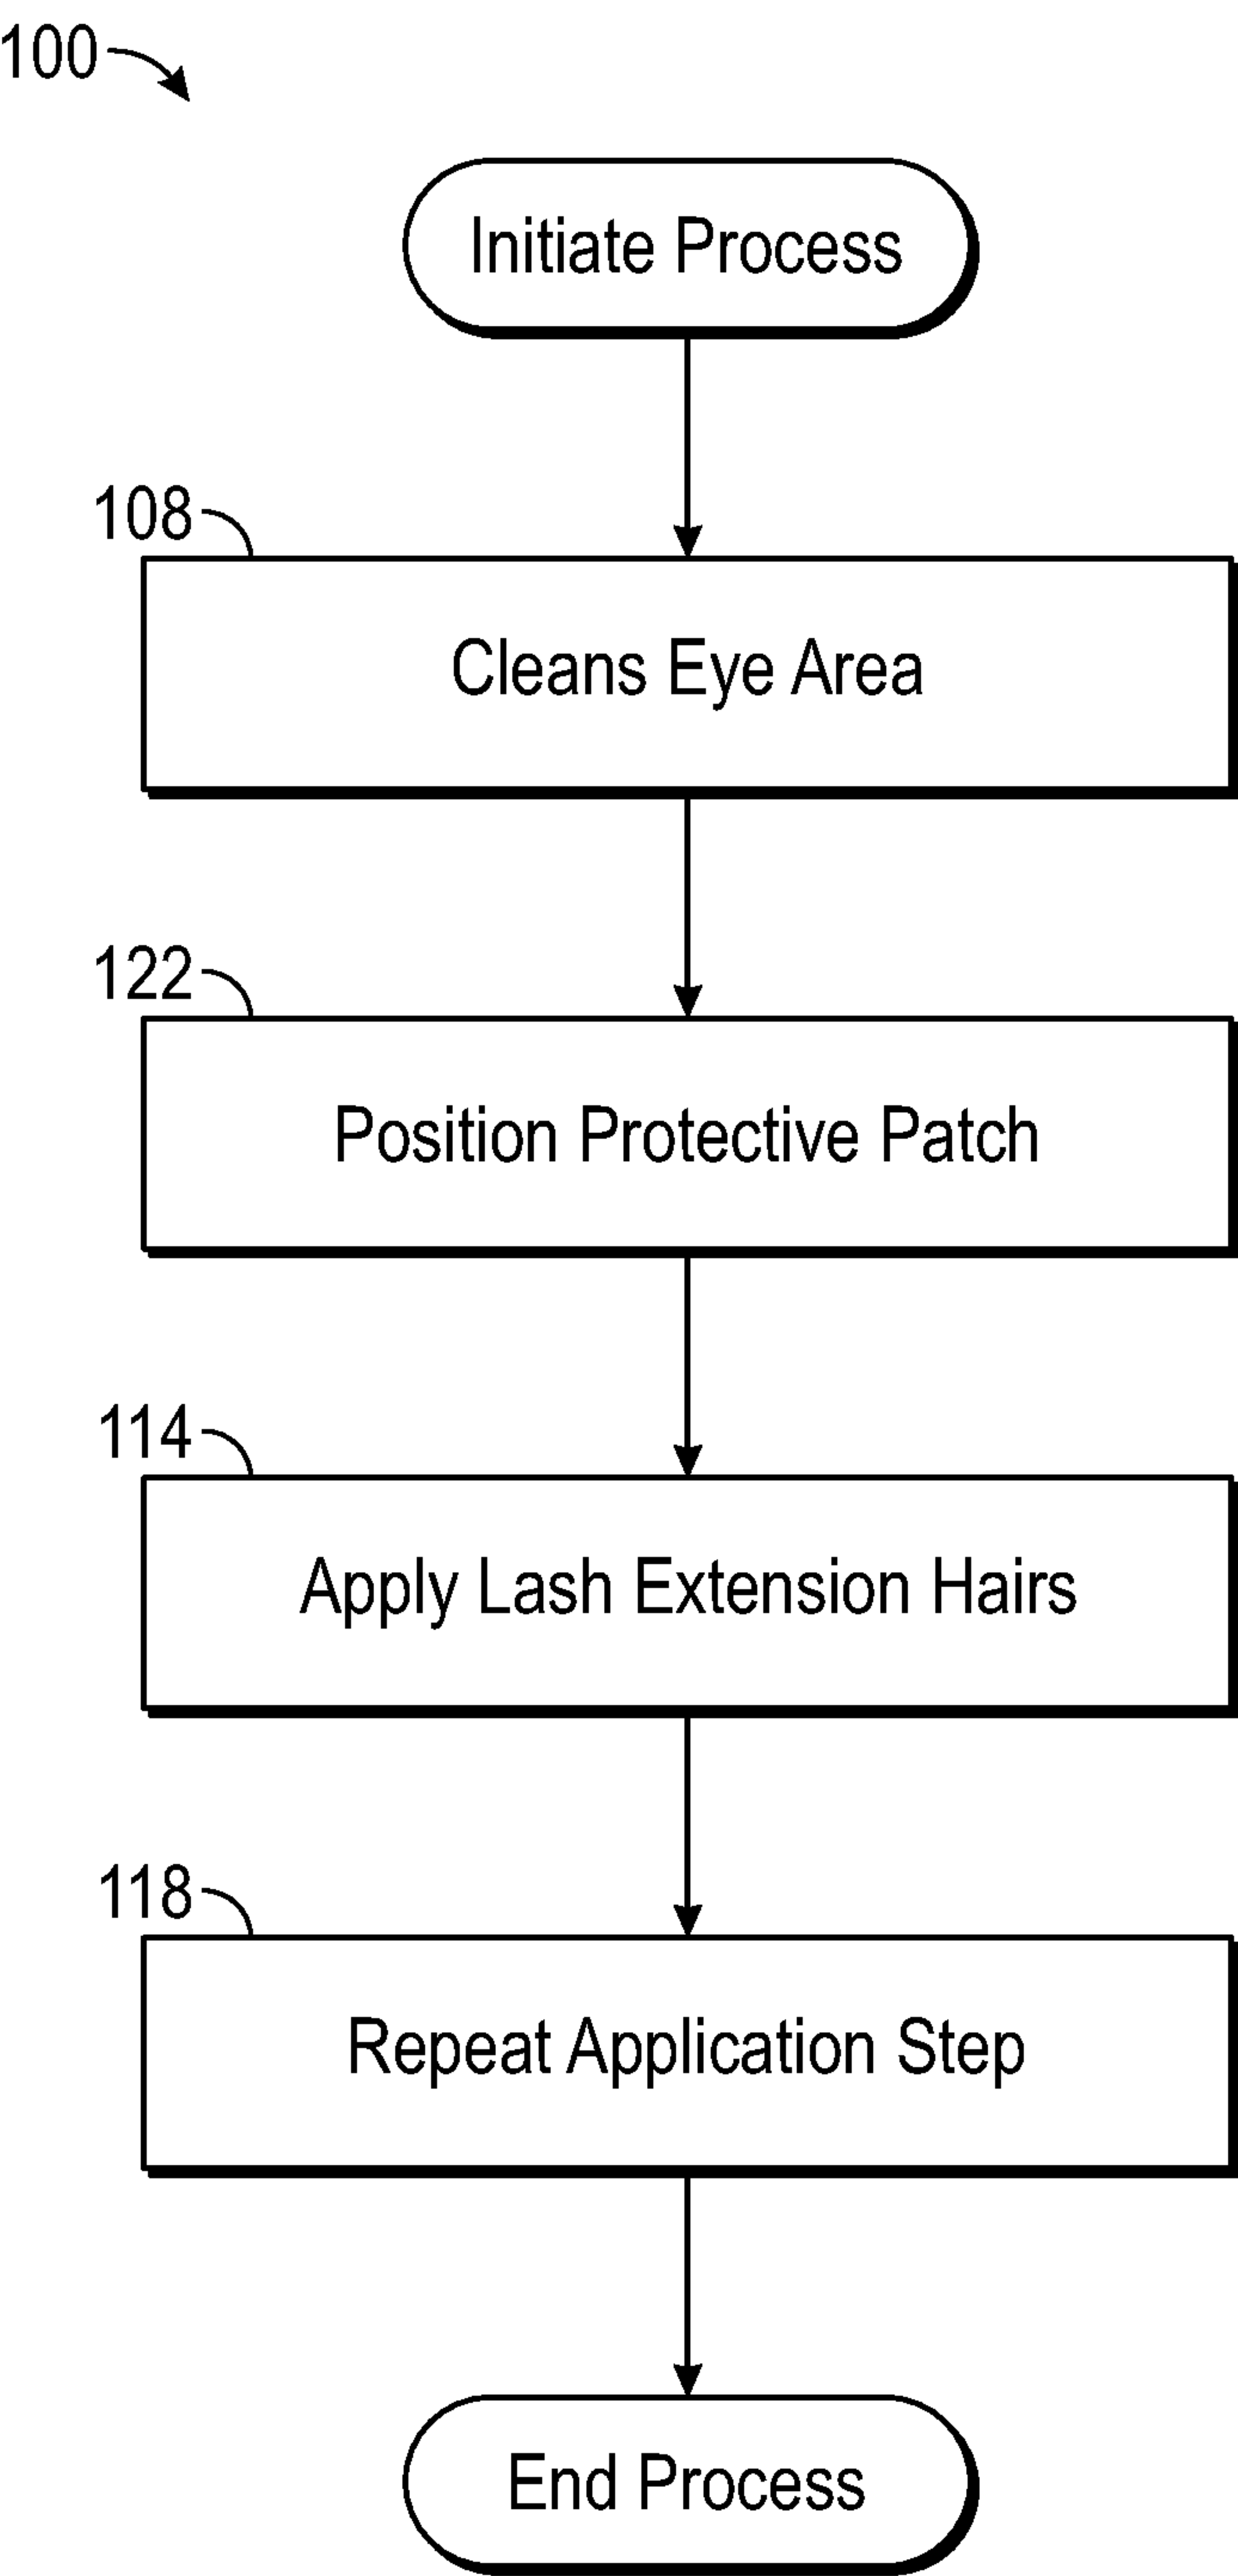 100
Initiate Process
108
Cleans Eye Area
122
Position Protective Patch
114
Apply Lash Extension Hairs
118
Repeat Application Step
End Process